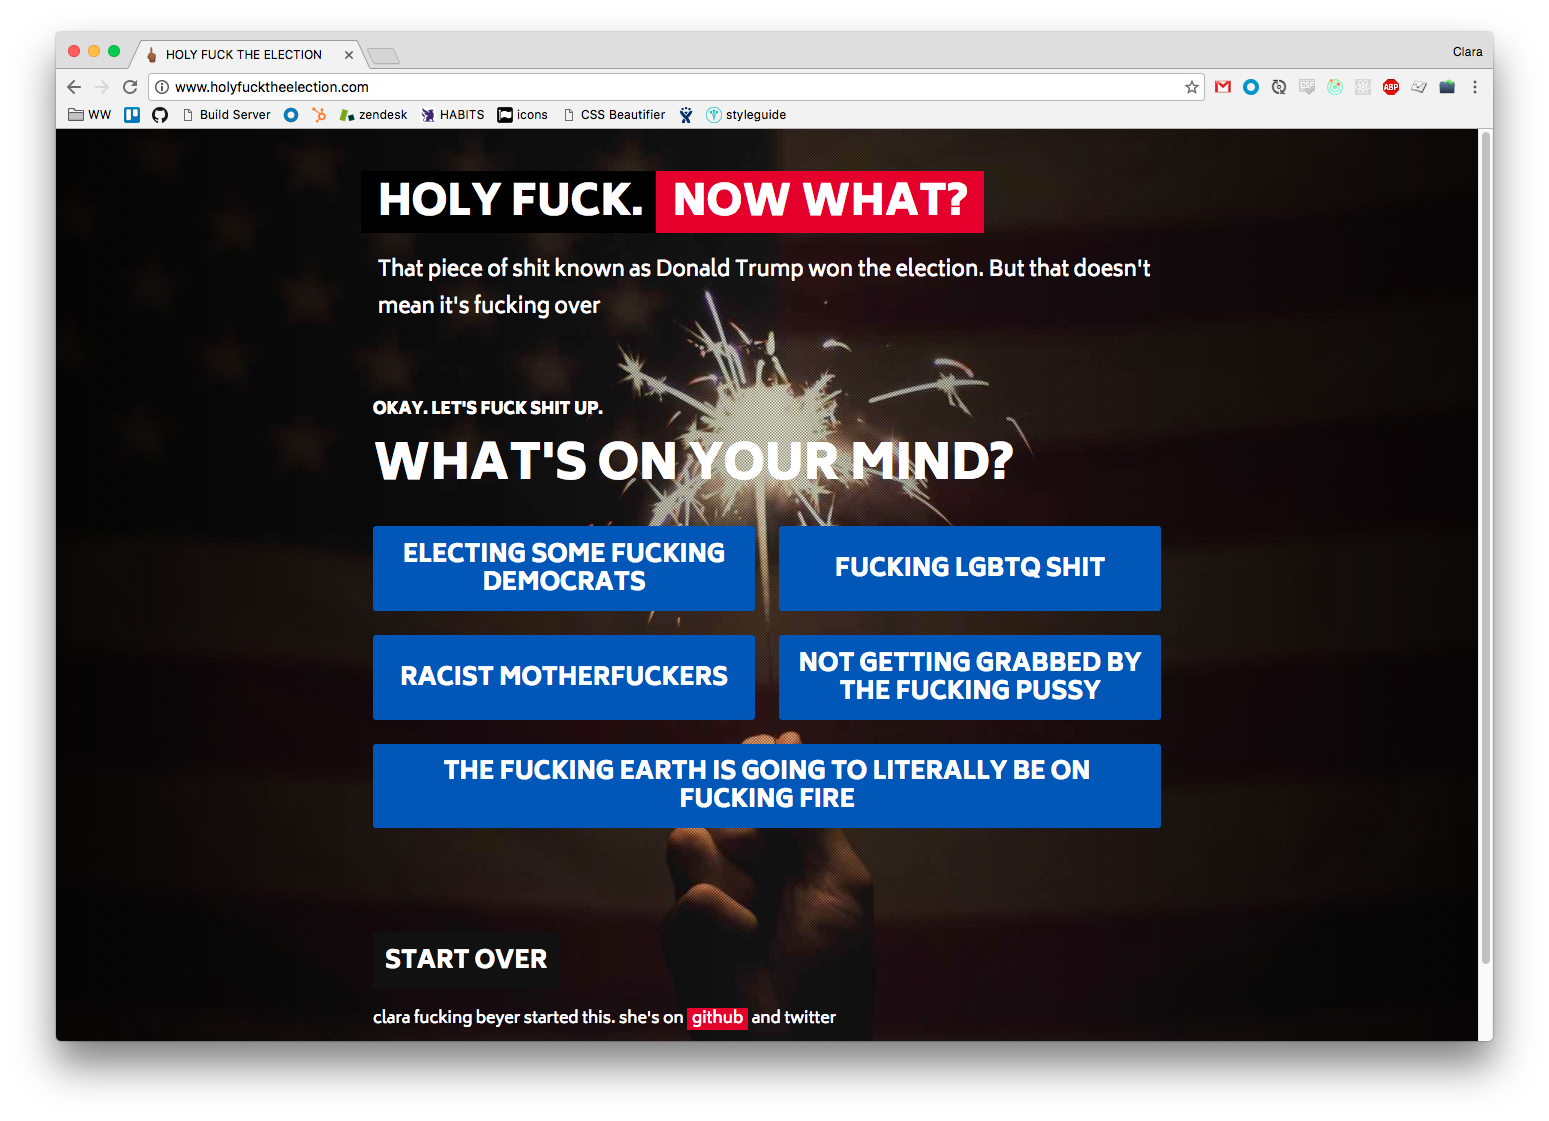 HOLY FUCK THE ELECTION
Clara
www.holyfucktheelection.com
WW
Build Server
zendesk
HABITS
icons
CSS Beautifier
styleguide
HOLY FUCK. NOW WHAT?
That piece of shit known as Donald Trump won the election. But that doesn't
mean it's fucking over
OKAY. LET'S FUCK SHIT UP.
WHAT'S ON YOUR MIND?
ELECTING SOME FUCKING
DEMOCRATS
FUCKING LGBTQ SHIT
RACIST MOTHERFUCKERS
NOT GETTING GRABBED BY
THE FUCKING PUSSY
THE FUCKING EARTH IS GOING TO LITERALLY BE ON
FUCKING FIRE
START OVER
clara fucking beyer started this. she's on github and twitter